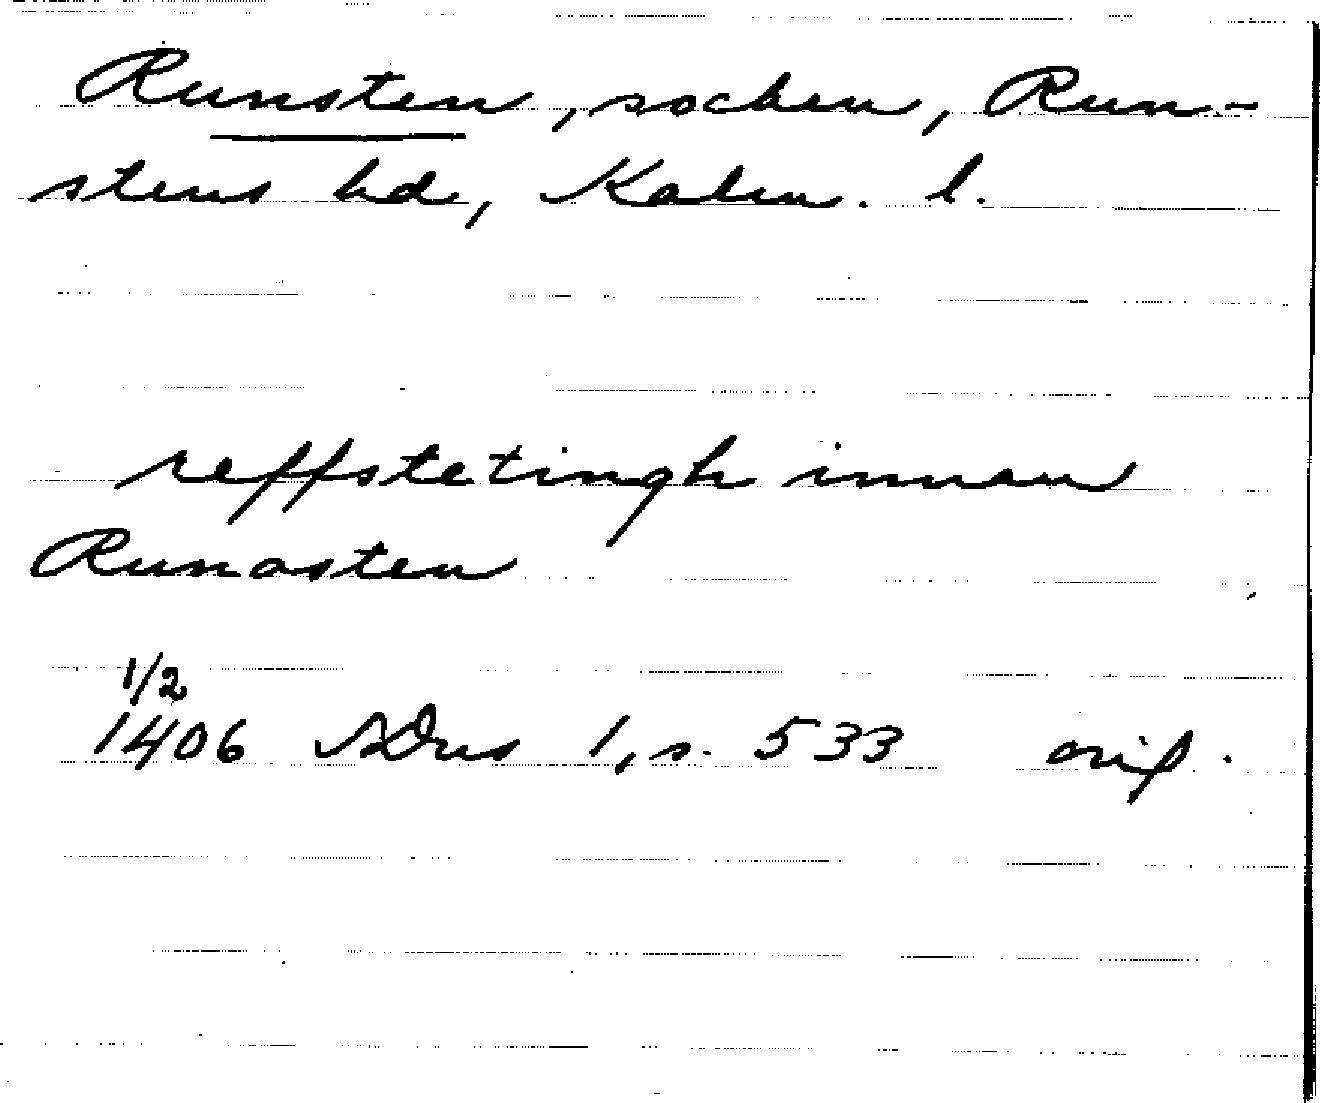 Runsten, socken, Run-
stens hd, Kalm. l.
reffstetingh innan
Runasten
1/2
1406 SDns 1, s. 533 orig.